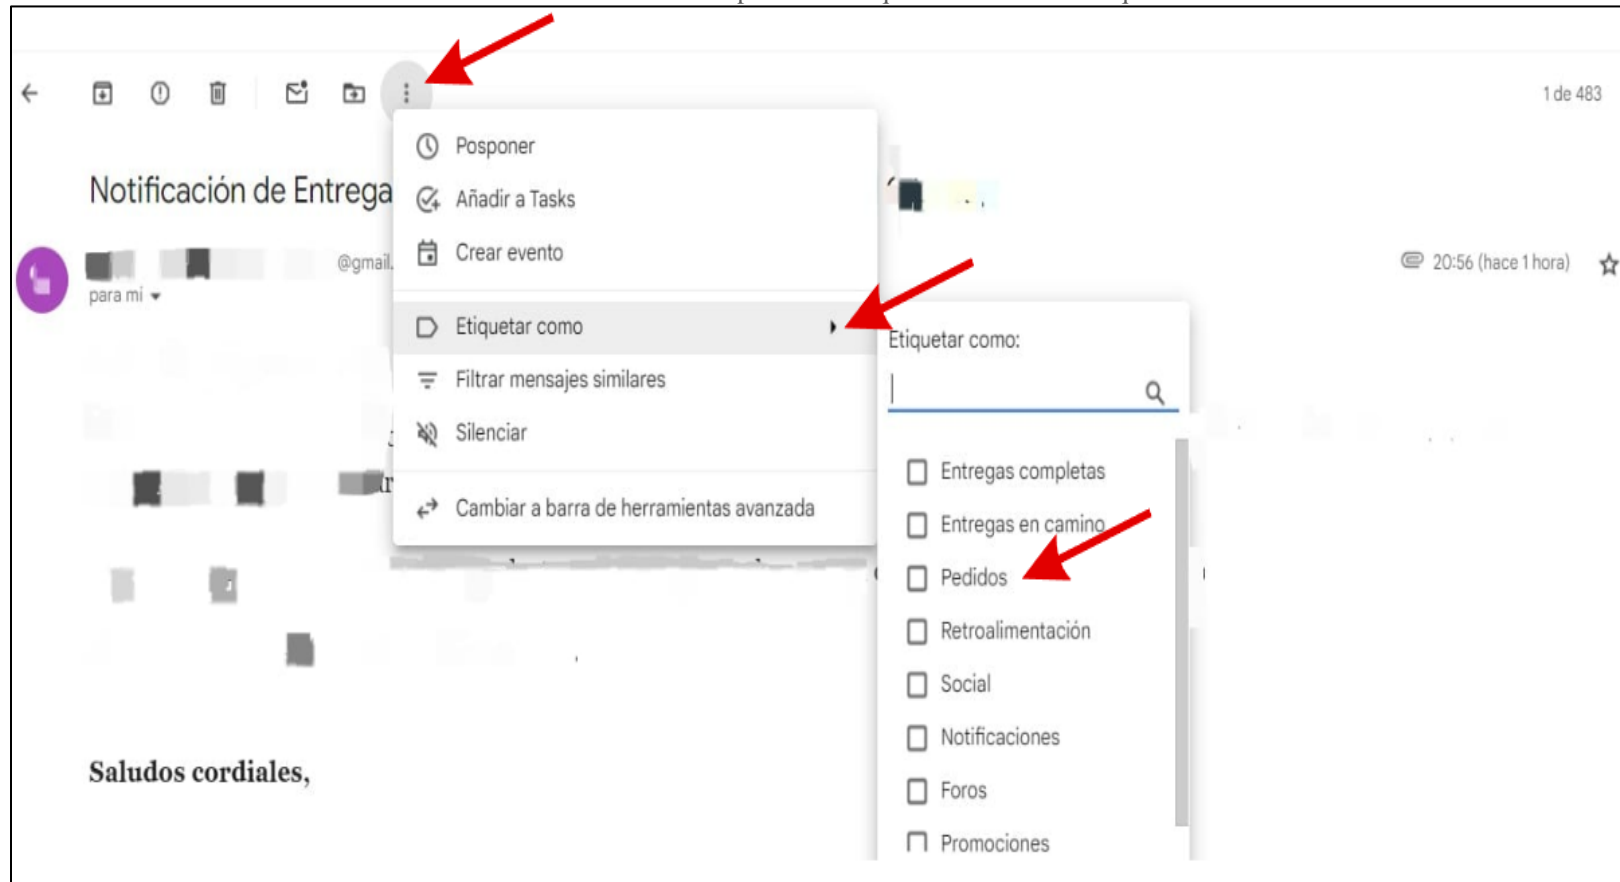 1 de 483
Notificación de Entrega
@gmail.
20:56 (hace 1 hora)
para mí
Posponer
Añadir a Tasks
Crear evento
Etiquetar como
Filtrar mensajes similares
Silenciar
Cambiar a barra de herramientas avanzada
Etiquetar como:
Entregas completas
Entregas en camino
Pedidos
Retroalimentación
Social
Notificaciones
Foros
Promociones
Saludos cordiales,